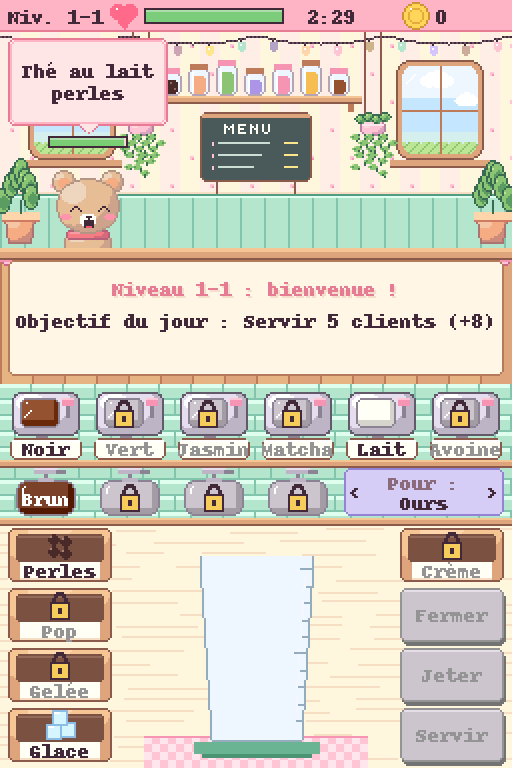 Niv. 1-1
2:29
0
Thé au lait
perles
MENU
Niveau 1-1 : bienvenue !
Objectif du jour : Servir 5 clients (+8)
Noir
Vert
Jasmin
Matcha
Lait
Avoine
Brun
Pour :
< Ours >
Perles
Crème
Pop
Fermer
Gelée
Jeter
Glace
Servir